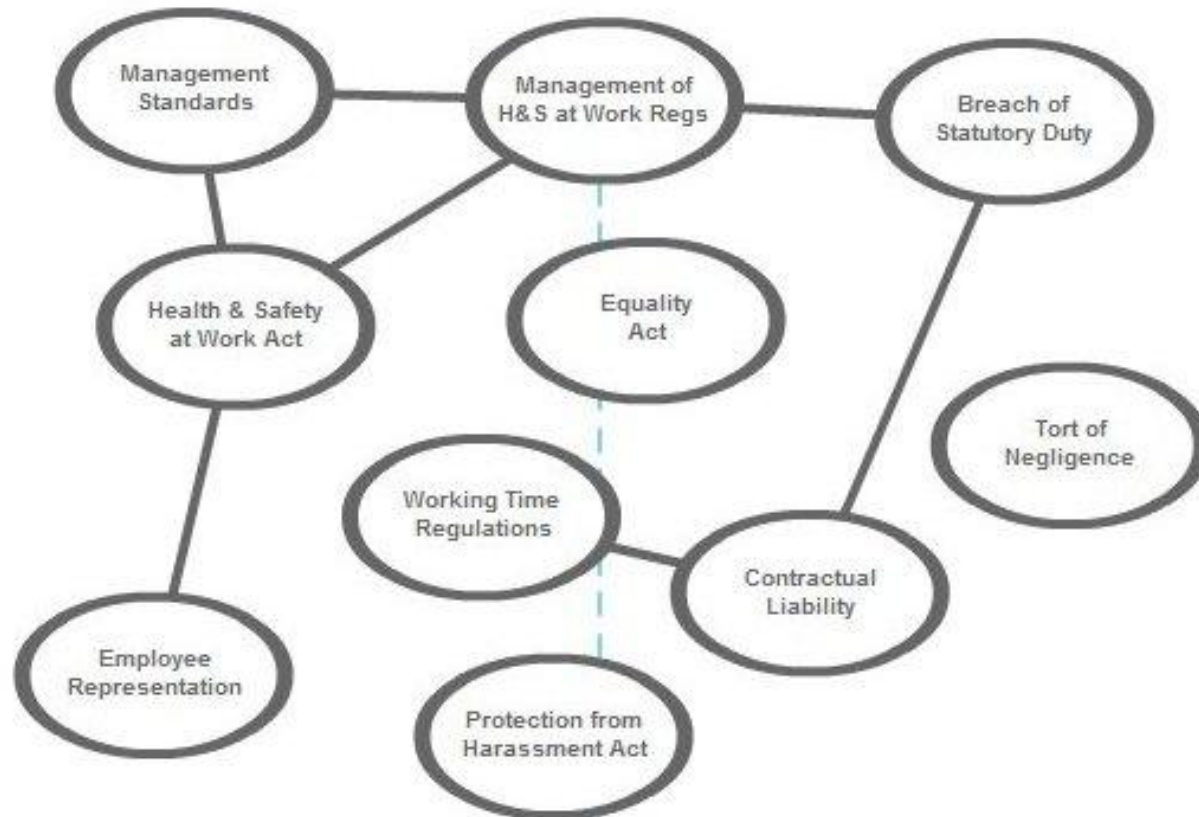 Management
Standards
Management of
H&S at Work Regs
Breach of
Statutory Duty
Health & Safety
at Work Act
Equality
Act
Tort of
Negligence
Working Time
Regulations
Contractual
Liability
Employee
Representation
Protection from
Harassment Act